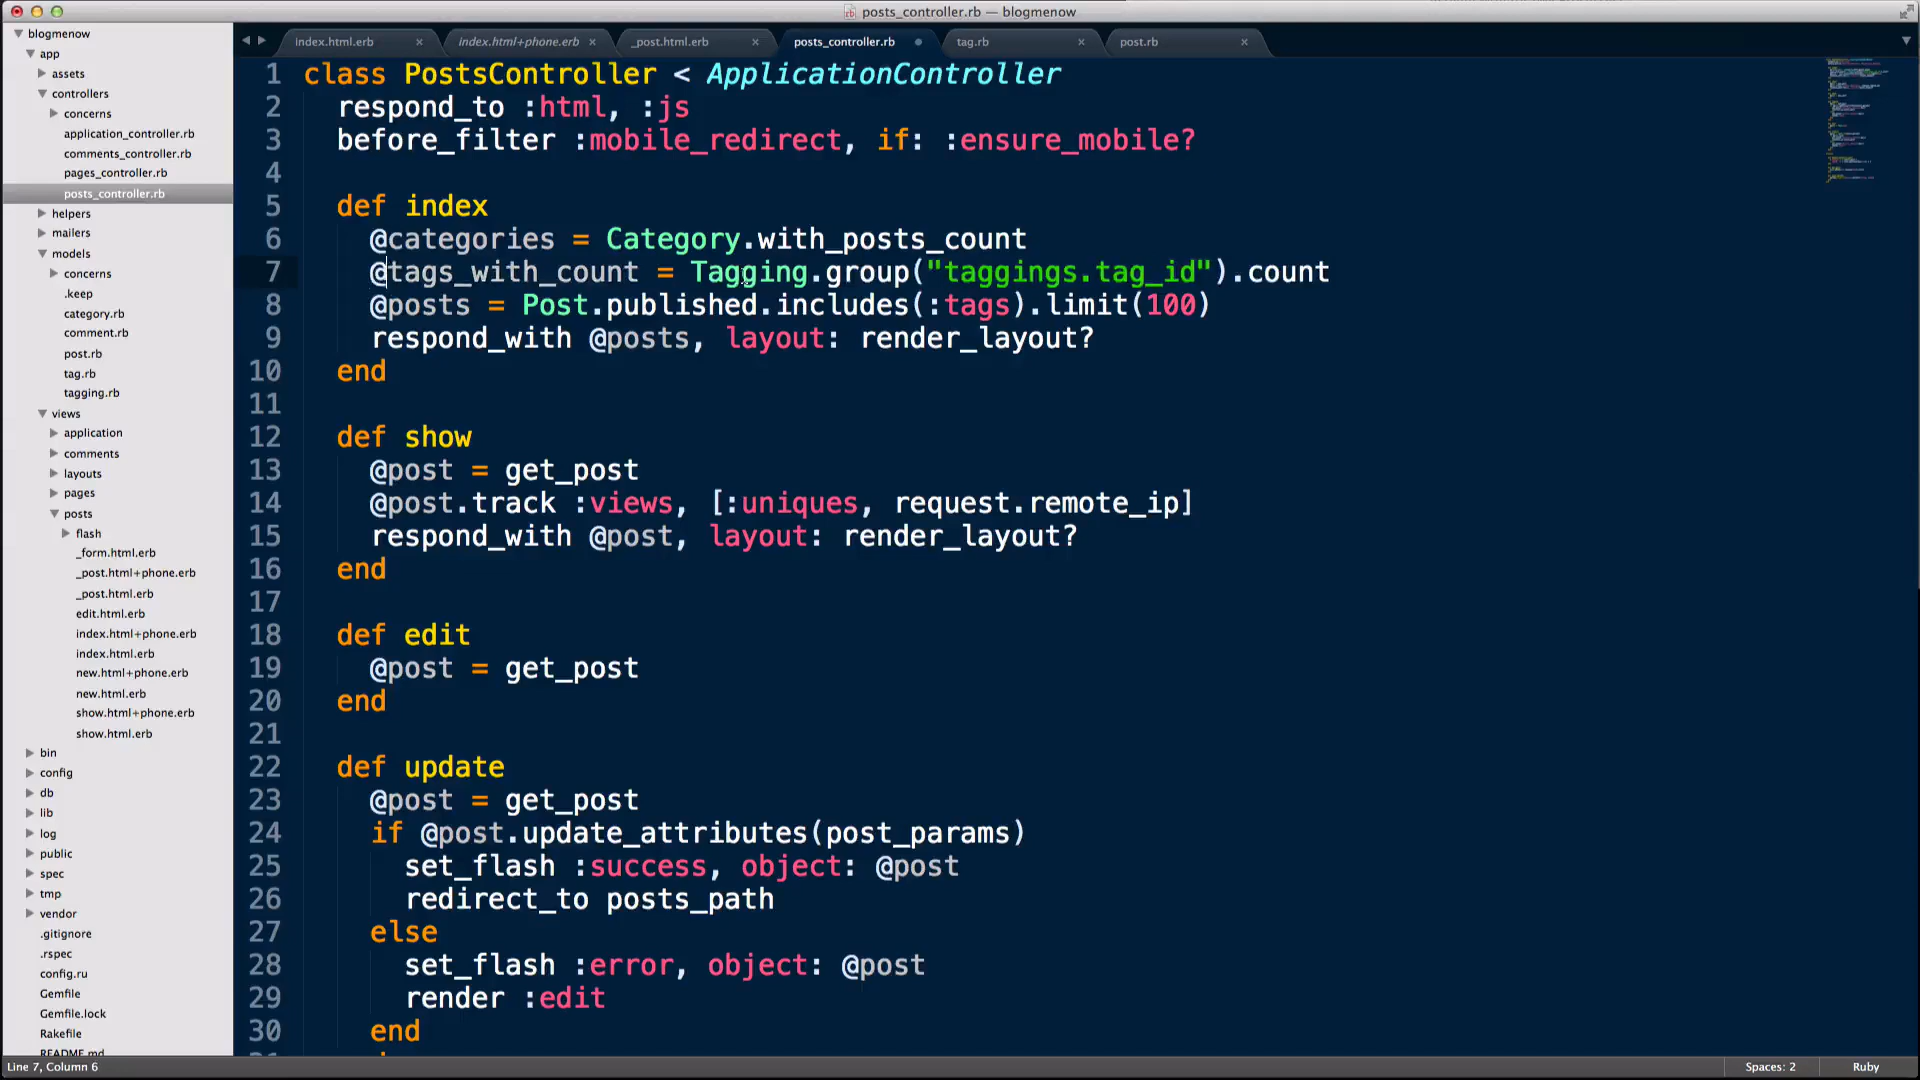 posts_controller.rb — blogmenow
blogmenow
app
assets
controllers
concerns
application_controller.rb
comments_controller.rb
pages_controller.rb
posts_controller.rb
helpers
mailers
models
concerns
.keep
category.rb
comment.rb
post.rb
tag.rb
tagging.rb
views
application
comments
layouts
pages
posts
flash
_form.html.erb
_post.html+phone.erb
_post.html.erb
edit.html.erb
index.html+phone.erb
index.html.erb
new.html+phone.erb
new.html.erb
show.html+phone.erb
show.html.erb
bin
config
db
lib
log
public
spec
tmp
vendor
.gitignore
.rspec
config.ru
Gemfile
Gemfile.lock
Rakefile
README.md
index.html.erb
index.html+phone.erb
_post.html.erb
posts_controller.rb
tag.rb
post.rb
1 class PostsController < ApplicationController
2 respond_to :html, :js
3 before_filter :mobile_redirect, if: :ensure_mobile?
4
5 def index
6 @categories = Category.with_posts_count
7 @tags_with_count = Tagging.group("taggings.tag_id").count
8 @posts = Post.published.includes(:tags).limit(100)
9 respond_with @posts, layout: render_layout?
10 end
11
12 def show
13 @post = get_post
14 @post.track :views, [:uniques, request.remote_ip]
15 respond_with @post, layout: render_layout?
16 end
17
18 def edit
19 @post = get_post
20 end
21
22 def update
23 @post = get_post
24 if @post.update_attributes(post_params)
25 set_flash :success, object: @post
26 redirect_to posts_path
27 else
28 set_flash :error, object: @post
29 render :edit
30 end
Line 7, Column 6
Spaces: 2
Ruby